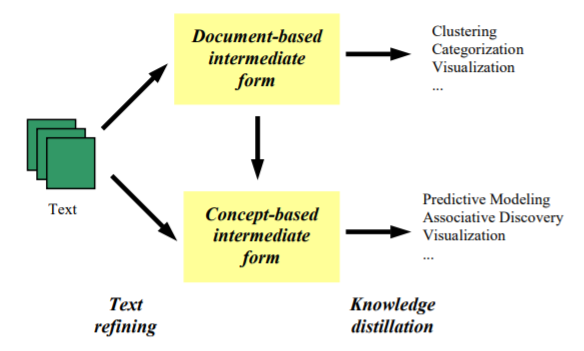 Document-based
intermediate
form
Clustering
Categorization
Visualization
...
Text
Concept-based
intermediate
form
Predictive Modeling
Associative Discovery
Visualization
...
Text
refining
Knowledge
distillation